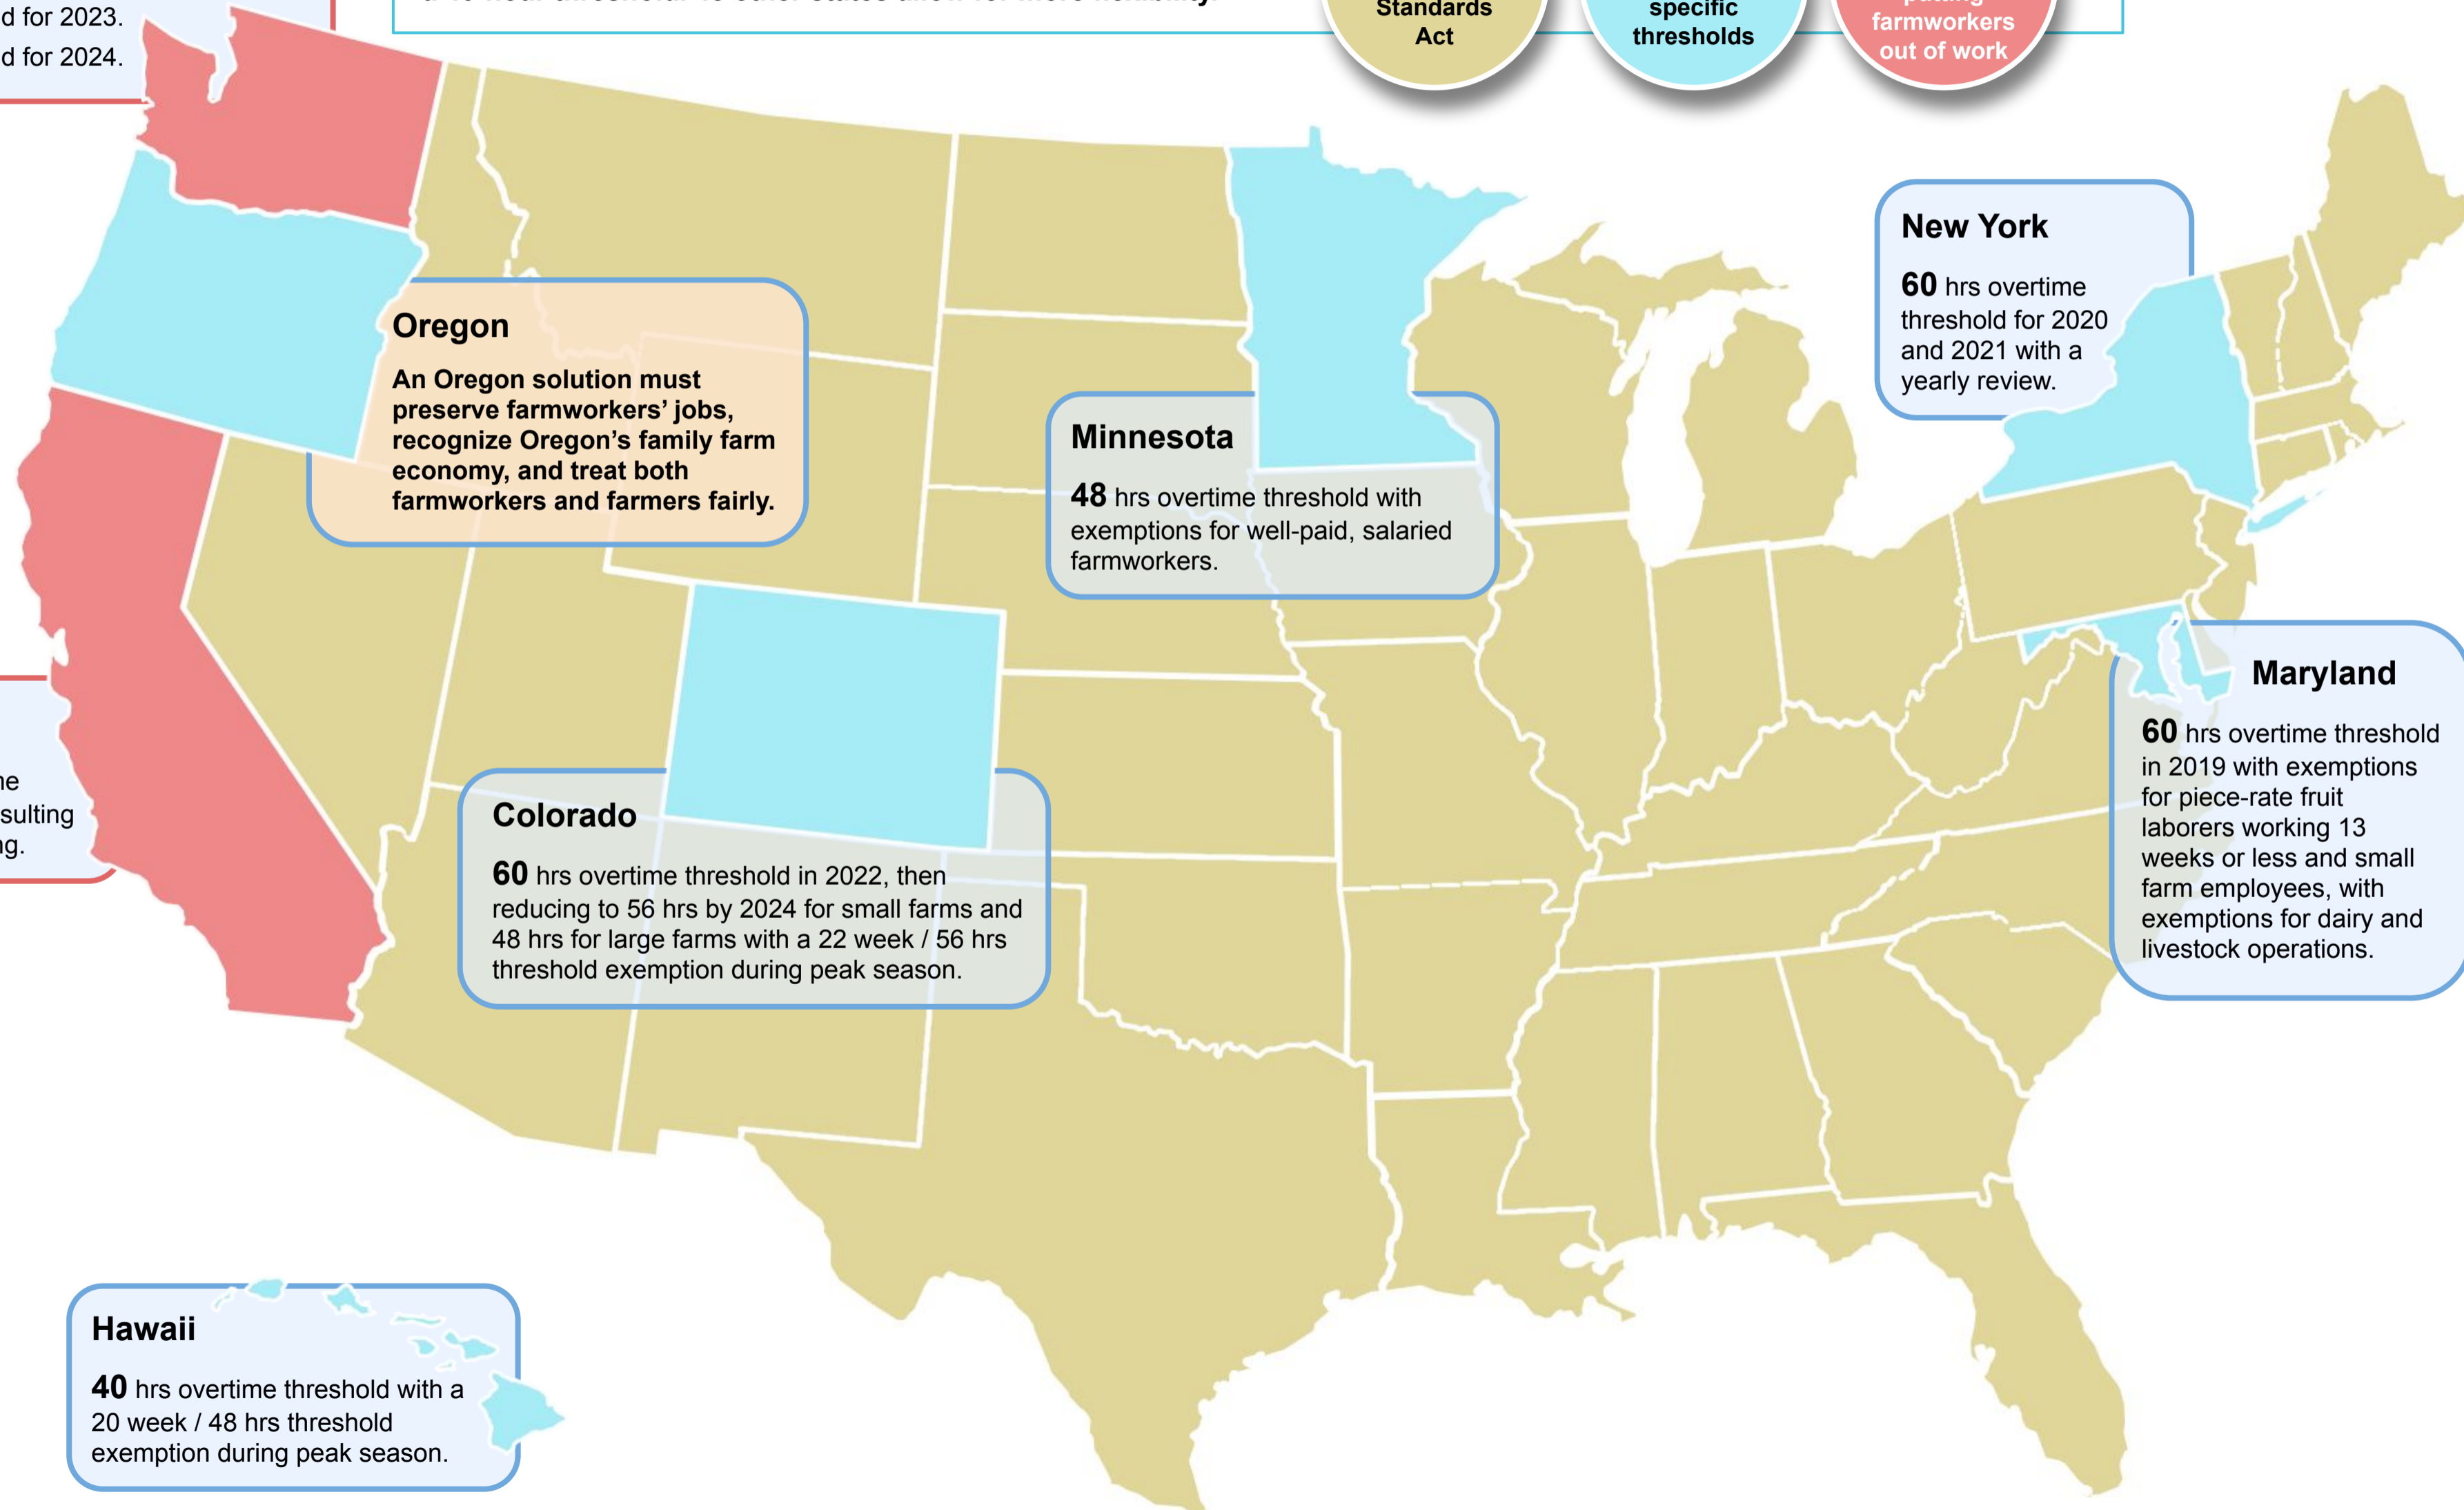 d for 2023.
d for 2024.
Standards
Act
specific
thresholds
farmworkers
out of work
New York
60 hrs overtime
threshold for 2020
and 2021 with a
yearly review.
Oregon
An Oregon solution must
preserve farmworkers’ jobs,
recognize Oregon’s family farm
economy, and treat both
farmworkers and farmers fairly.
Minnesota
48 hrs overtime threshold with
exemptions for well-paid, salaried
farmworkers.
Maryland
60 hrs overtime threshold
in 2019 with exemptions
for piece-rate fruit
laborers working 13
weeks or less and small
farm employees, with
exemptions for dairy and
livestock operations.
ne
sulting
g.
Colorado
60 hrs overtime threshold in 2022, then
reducing to 56 hrs by 2024 for small farms and
48 hrs for large farms with a 22 week / 56 hrs
threshold exemption during peak season.
Hawaii
40 hrs overtime threshold with a
20 week / 48 hrs threshold
exemption during peak season.